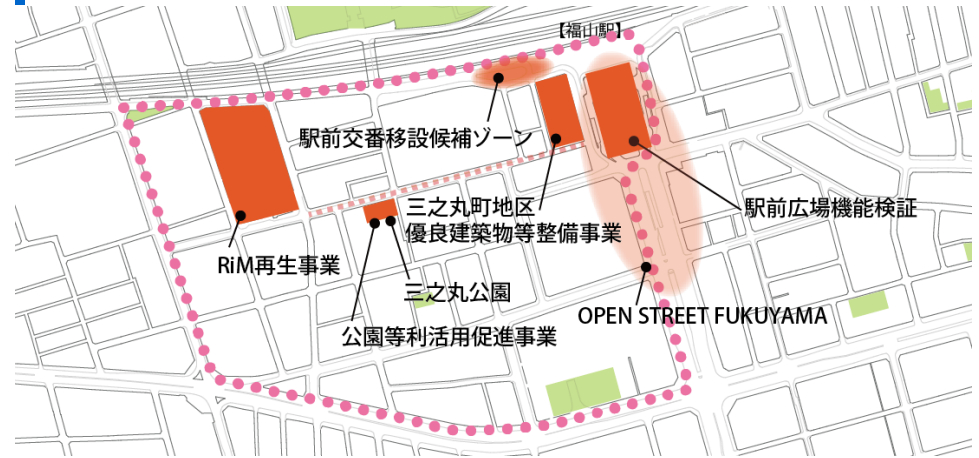 【福山駅】
駅前交番移設候補ゾーン
三之丸町地区
優良建築物等整備事業
駅前広場機能検証
RiM再生事業
三之丸公園
公園等利活用促進事業
OPEN STREET FUKUYAMA